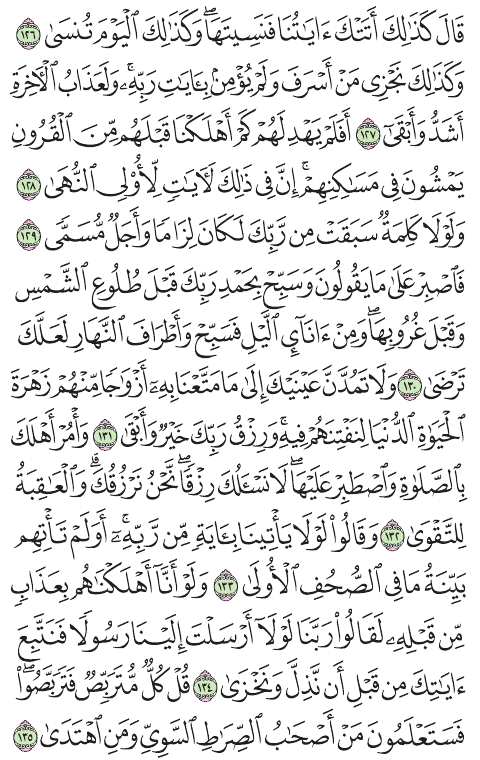 قَالَ كَذَٰلِكَ أَتَتْكَ ءَايَـٰتُنَا فَنَسِيتَهَا ۖ وَكَذَٰلِكَ ٱلْيَوْمَ تُنسَىٰ ١٢٦
وَكَذَٰلِكَ نَجْزِى مَنْ أَسْرَفَ وَلَمْ يُؤْمِنۢ بِـَٔايَـٰتِ رَبِّهِۦ ۚ وَلَعَذَابُ ٱلْـَٔاخِرَةِ
أَشَدُّ وَأَبْقَىٰٓ ١٢٧ أَفَلَمْ يَهْدِ لَهُمْ كَمْ أَهْلَكْنَا قَبْلَهُم مِّنَ ٱلْقُرُونِ
يَمْشُونَ فِى مَسَـٰكِنِهِمْ ۗ إِنَّ فِى ذَٰلِكَ لَـَٔايَـٰتٍ لِّأُو۟لِى ٱلنُّهَىٰ ١٢٨
وَلَوْلَا كَلِمَةٌ سَبَقَتْ مِن رَّبِّكَ لَكَانَ لِزَامًا وَأَجَلٌ مُّسَمًّى ١٢٩
فَٱصْبِرْ عَلَىٰ مَا يَقُولُونَ وَسَبِّحْ بِحَمْدِ رَبِّكَ قَبْلَ طُلُوعِ ٱلشَّمْسِ
وَقَبْلَ غُرُوبِهَا ۖ وَمِنْ ءَانَآئِ ٱلَّيْلِ فَسَبِّحْ وَأَطْرَافَ ٱلنَّهَارِ لَعَلَّكَ
تَرْضَىٰ ١٣٠ وَلَا تَمُدَّنَّ عَيْنَيْكَ إِلَىٰ مَا مَتَّعْنَا بِهِۦٓ أَزْوَٰجًا مِّنْهُمْ زَهْرَةَ
ٱلْحَيَوٰةِ ٱلدُّنْيَا لِنَفْتِنَهُمْ فِيهِ ۚ وَرِزْقُ رَبِّكَ خَيْرٌ وَأَبْقَىٰ ١٣١ وَأْمُرْ أَهْلَكَ
بِٱلصَّلَوٰةِ وَٱصْطَبِرْ عَلَيْهَا ۖ لَا نَسْـَٔلُكَ رِزْقًا ۖ نَّحْنُ نَرْزُقُكَ ۗ وَٱلْعَـٰقِبَةُ
لِلتَّقْوَىٰ ١٣٢ وَقَالُوا۟ لَوْلَا يَأْتِينَا بِـَٔايَةٍ مِّن رَّبِّهِۦٓ ۚ أَوَلَمْ تَأْتِهِم
بَيِّنَةُ مَا فِى ٱلصُّحُفِ ٱلْأُولَىٰ ١٣٣ وَلَوْ أَنَّآ أَهْلَكْنَـٰهُم بِعَذَابٍ
مِّن قَبْلِهِۦ لَقَالُوا۟ رَبَّنَا لَوْلَآ أَرْسَلْتَ إِلَيْنَا رَسُولًا فَنَتَّبِعَ
ءَايَـٰتِكَ مِن قَبْلِ أَن نَّذِلَّ وَنَخْزَىٰ ١٣٤ قُلْ كُلٌّ مُّتَرَبِّصٌ فَتَرَبَّصُوا۟ ۖ
فَسَتَعْلَمُونَ مَنْ أَصْحَـٰبُ ٱلصِّرَٰطِ ٱلسَّوِىِّ وَمَنِ ٱهْتَدَىٰ ١٣٥